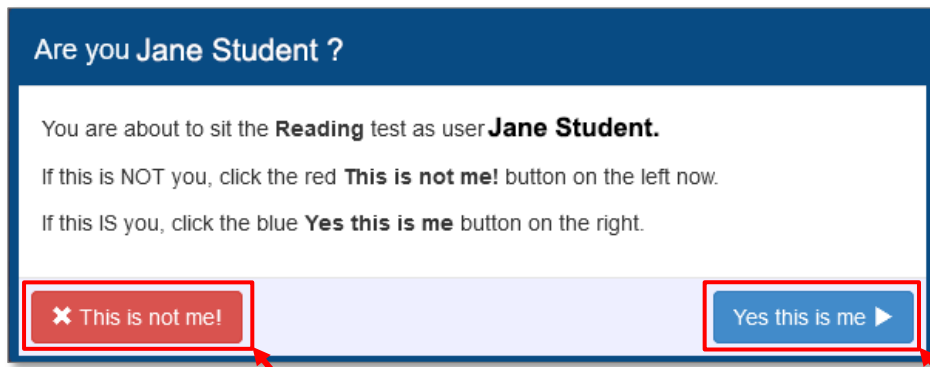 Are you Jane Student ?
You are about to sit the Reading test as user Jane Student.
If this is NOT you, click the red This is not me! button on the left now.
If this IS you, click the blue Yes this is me button on the right.
✖ This is not me!
Yes this is me ▶